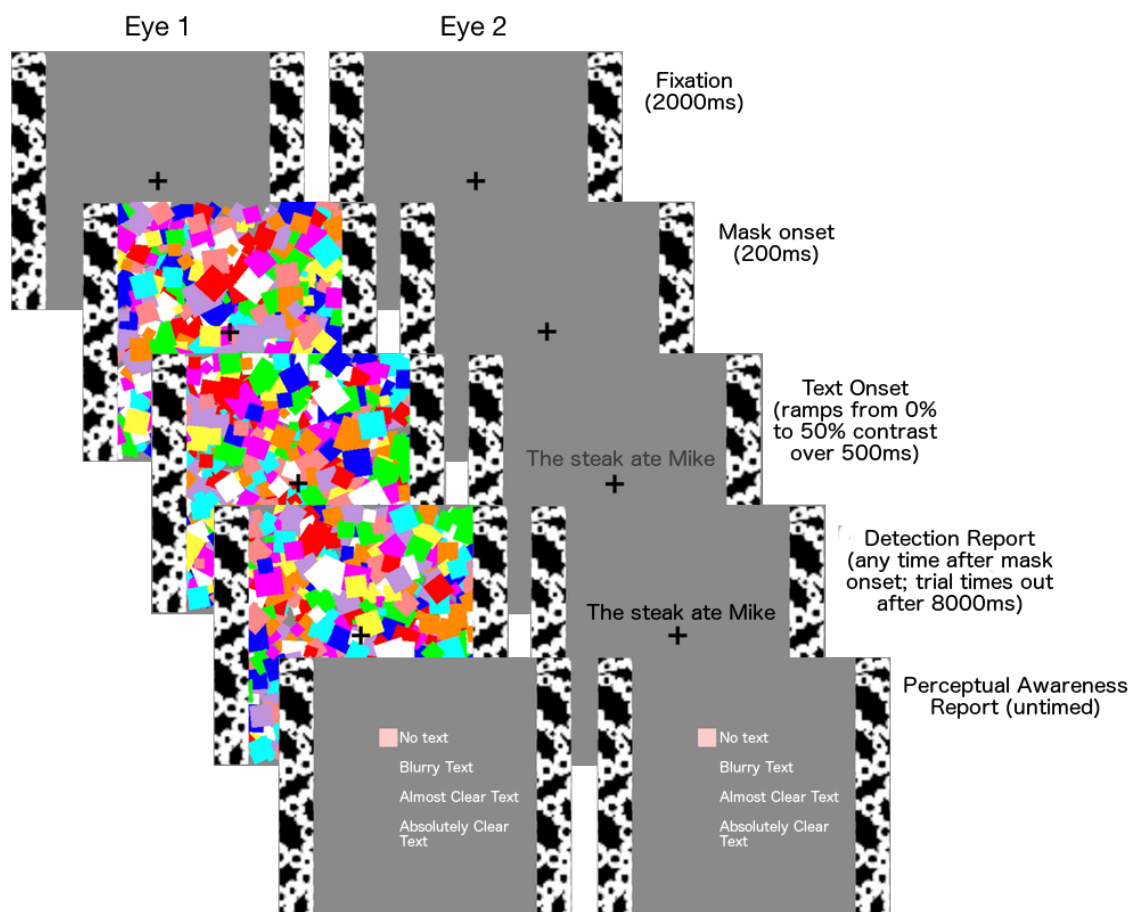 Eye 1
Eye 2
Fixation
(2000ms)
Mask onset
(200ms)
Text Onset
(ramps from 0%
to 50% contrast
over 500ms)
The steak ate Mike
Detection Report
(any time after mask
onset; trial times out
after 8000ms)
The steak ate Mike
Perceptual Awareness
Report (untimed)
No text
Blurry Text
Almost Clear Text
Absolutely Clear
Text
No text
Blurry Text
Almost Clear Text
Absolutely Clear
Text